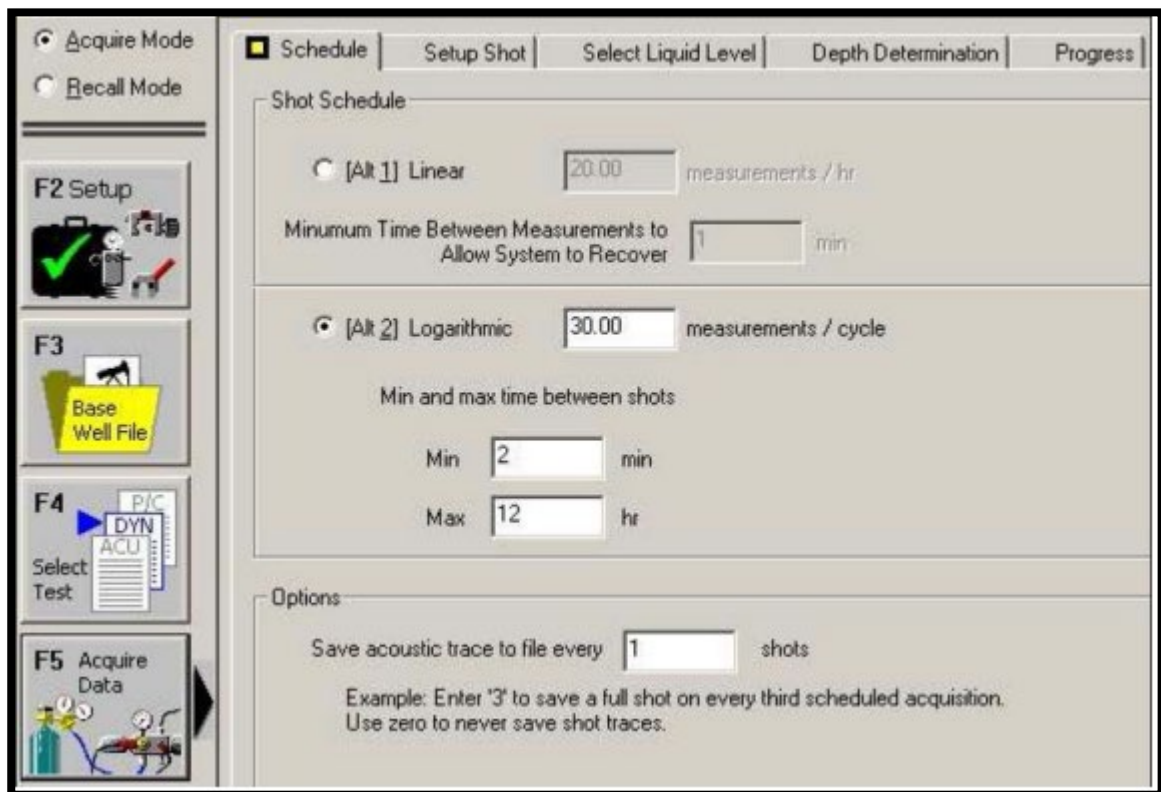 Acquire Mode
Recall Mode
F2 Setup
F3
Base
Well File
F4
P/C
DYN
ACU
Select
Test
F5 Acquire
Data
Schedule
Setup Shot
Select Liquid Level
Depth Determination
Progress
Shot Schedule
[Alt 1] Linear 20.00 measurements / hr
Minumum Time Between Measurements to
Allow System to Recover 1 min
[Alt 2] Logarithmic 30.00 measurements / cycle
Min and max time between shots
Min 2 min
Max 12 hr
Options
Save acoustic trace to file every 1 shots
Example: Enter '3' to save a full shot on every third scheduled acquisition.
Use zero to never save shot traces.